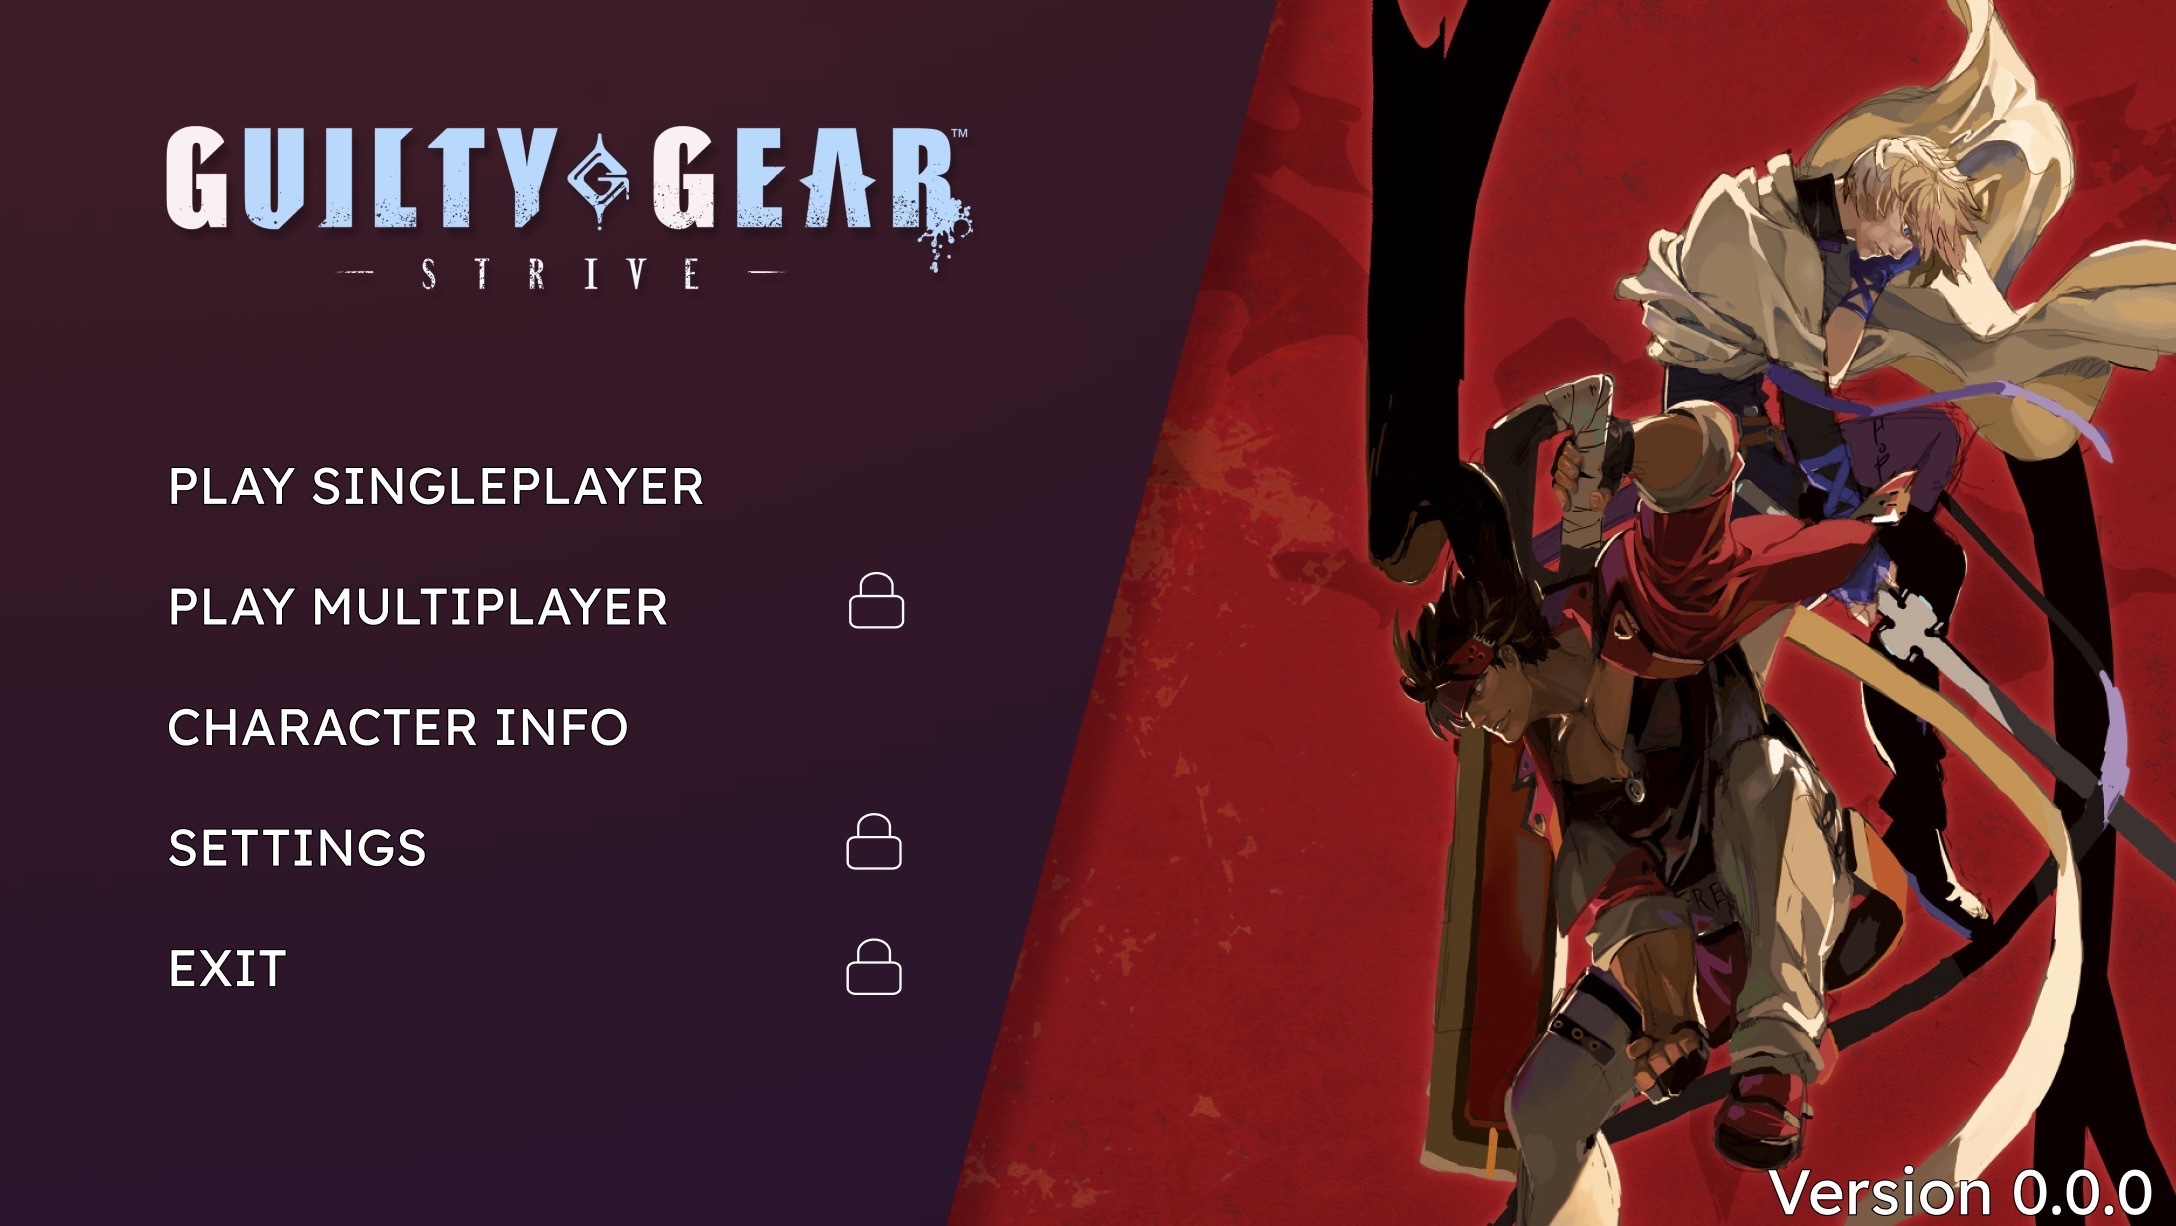 GUILTY GEAR™
STRIVE
PLAY SINGLEPLAYER
PLAY MULTIPLAYER
CHARACTER INFO
SETTINGS
EXIT
Version 0.0.0